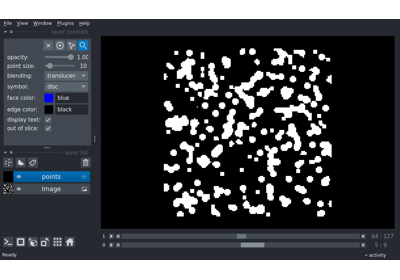 File View Window Plugins Help
layer controls
opacity: 1.00
point size: 10
blending: translucen
symbol: disc
face color: blue
edge color: black
display text:
out of slice:
layer list
points
Image
1 64 127
0 5 9
Ready activity